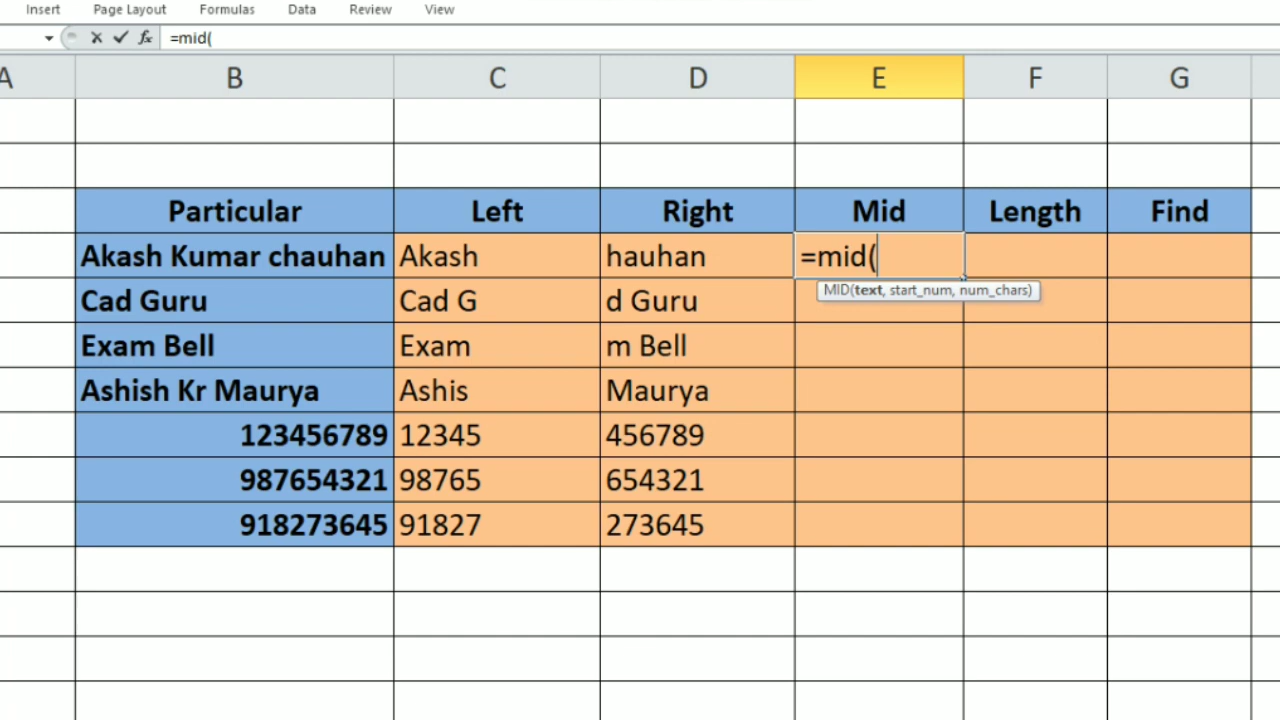 Insert Page Layout Formulas Data Review View
fx =mid(
A B C D E F G
Particular Left Right Mid Length Find
Akash Kumar chauhan Akash hauhan =mid(
MID(text, start_num, num_chars)
Cad Guru Cad G d Guru
Exam Bell Exam m Bell
Ashish Kr Maurya Ashis Maurya
123456789 12345 456789
987654321 98765 654321
918273645 91827 273645